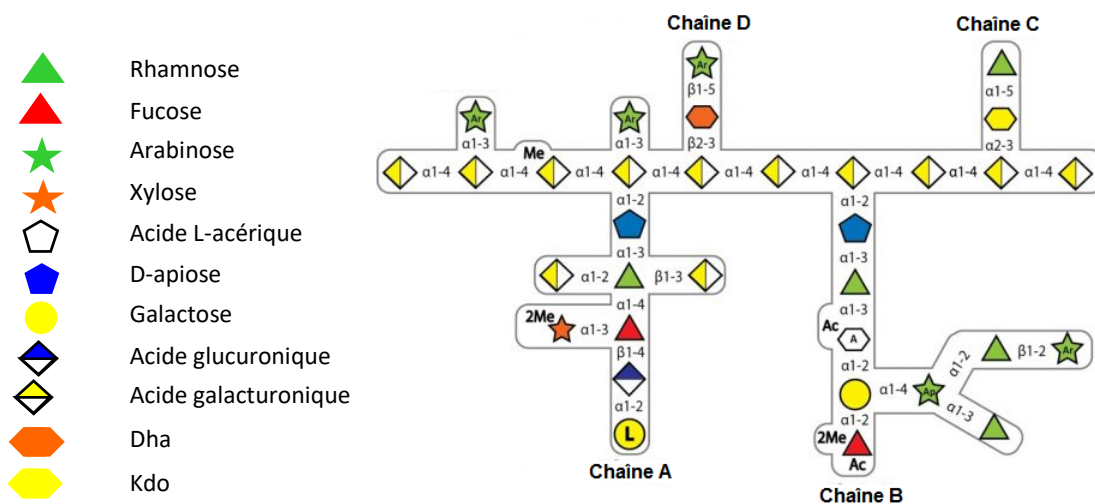 Rhamnose
Fucose
Arabinose
Xylose
Acide L-acérique
D-apiose
Galactose
Acide glucuronique
Acide galacturonique
Dha
Kdo
Chaîne D
Chaîne C
Ar
β1-5
α1-5
Ar
Ar
α1-3
Me
α1-3
β2-3
α2-3
α1-4
α1-4
α1-4
α1-4
α1-4
α1-4
α1-4
α1-4
α1-4
α1-2
α1-2
α1-3
α1-3
α1-2
β1-3
α1-4
α1-3
2Me
α1-3
Ac
A
β1-4
α1-2
α1-2
β1-2
Ar
α1-4
Ap
α1-3
α1-2
α1-2
L
2Me
Ac
Chaîne A
Chaîne B